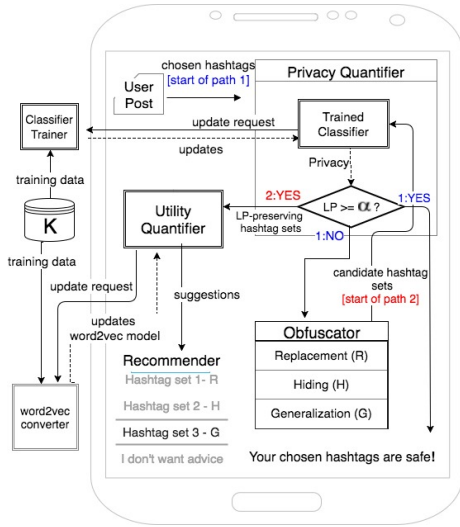 chosen hashtags
[start of path 1]
User
Post
Privacy Quantifier
Classifier
Trainer
Trained
Classifier
update request
updates
Privacy
training data
K
training data
2:YES
LP-preserving
hashtag sets
LP >= α ?
1:YES
1:NO
Utility
Quantifier
update request
suggestions
candidate hashtag
sets
[start of path 2]
updates
word2vec model
Obfuscator
Replacement (R)
Hiding (H)
Generalization (G)
Recommender
Hashtag set 1- R
Hashtag set 2 - H
Hashtag set 3 - G
I don't want advice
word2vec
converter
Your chosen hashtags are safe!